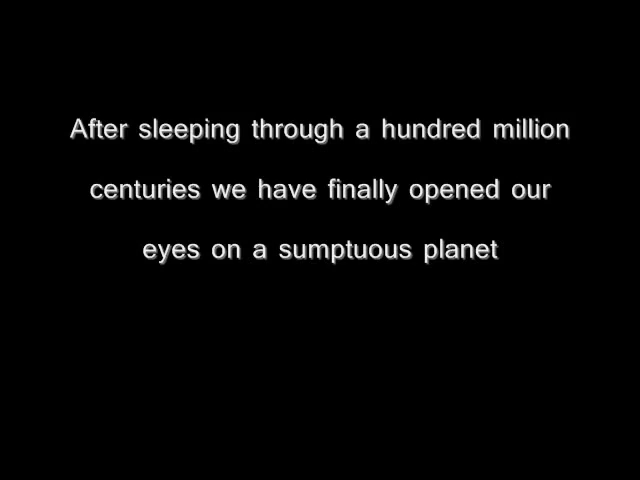 After sleeping through a hundred million
centuries we have finally opened our
eyes on a sumptuous planet